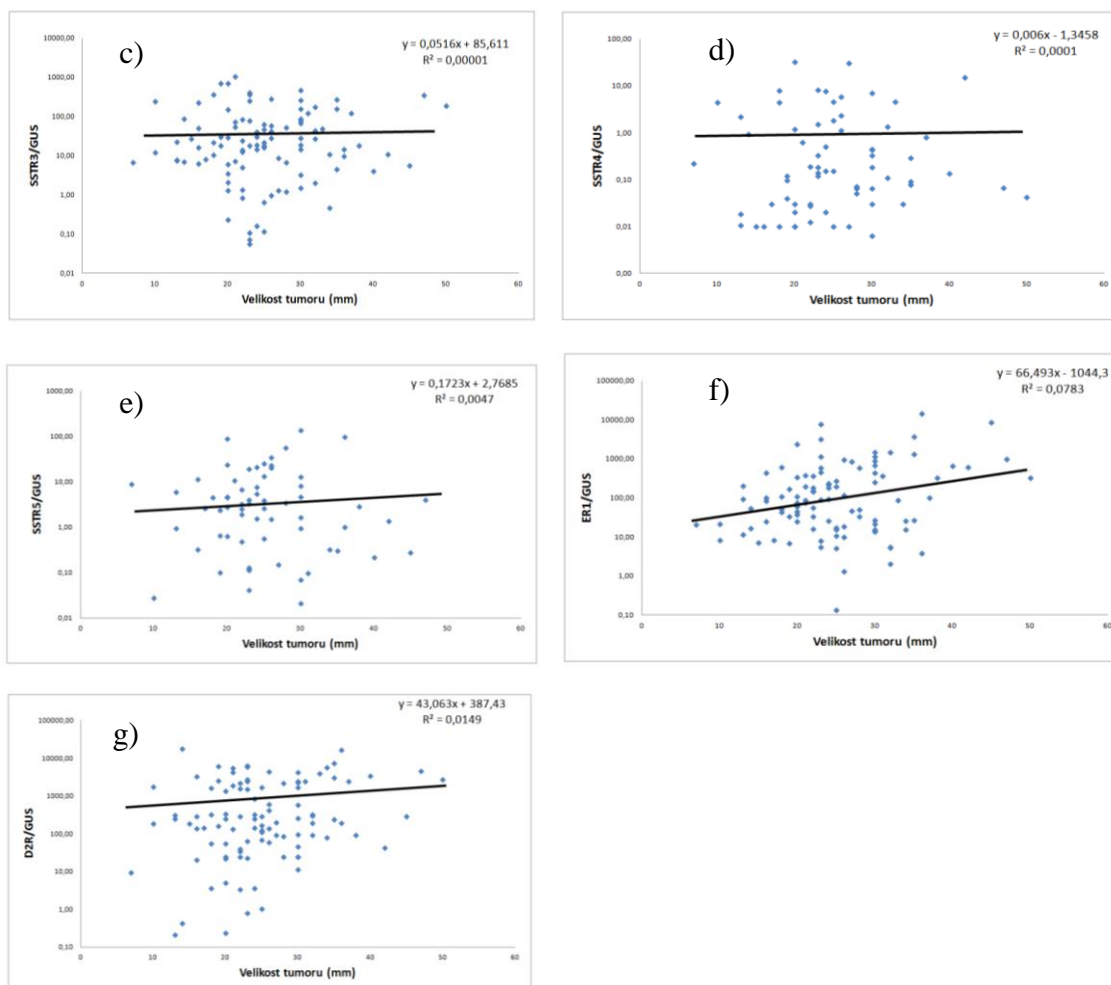 c)
y = 0,0516x + 85,611
R² = 0,00001
10000,00
1000,00
100,00
10,00
1,00
0,10
0,01
SSTR3/GUS
0
10
20
30
40
50
60
Velikost tumoru (mm)
d)
y = 0,006x - 1,3458
R² = 0,0001
100,00
10,00
1,00
0,10
0,01
0,00
SSTR4/GUS
0
10
20
30
40
50
60
Velikost tumoru (mm)
e)
y = 0,1723x + 2,7685
R² = 0,0047
1000,00
100,00
10,00
1,00
0,10
0,01
SSTR5/GUS
0
10
20
30
40
50
60
Velikost tumoru (mm)
f)
y = 66,493x - 1044,3
R² = 0,0783
100000,00
10000,00
1000,00
100,00
10,00
1,00
0,10
ER1/GUS
0
10
20
30
40
50
60
Velikost tumoru (mm)
g)
y = 43,063x + 387,43
R² = 0,0149
100000,00
10000,00
1000,00
100,00
10,00
1,00
0,10
D2R/GUS
0
10
20
30
40
50
60
Velikost tumoru (mm)